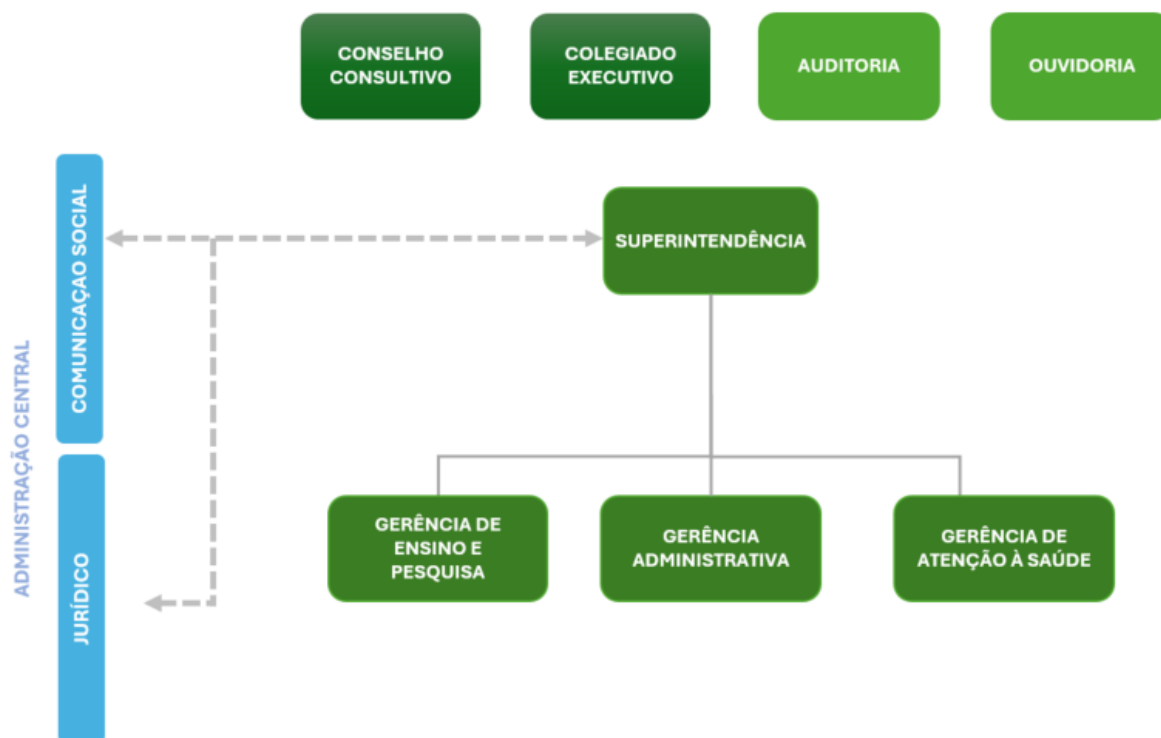 CONSELHO
CONSULTIVO
COLEGIADO
EXECUTIVO
AUDITORIA
OUVIDORIA
ADMINISTRAÇÃO CENTRAL
COMUNICAÇAO SOCIAL
JURÍDICO
SUPERINTENDÊNCIA
GERÊNCIA DE
ENSINO E
PESQUISA
GERÊNCIA
ADMINISTRATIVA
GERÊNCIA DE
ATENÇÃO À SAÚDE